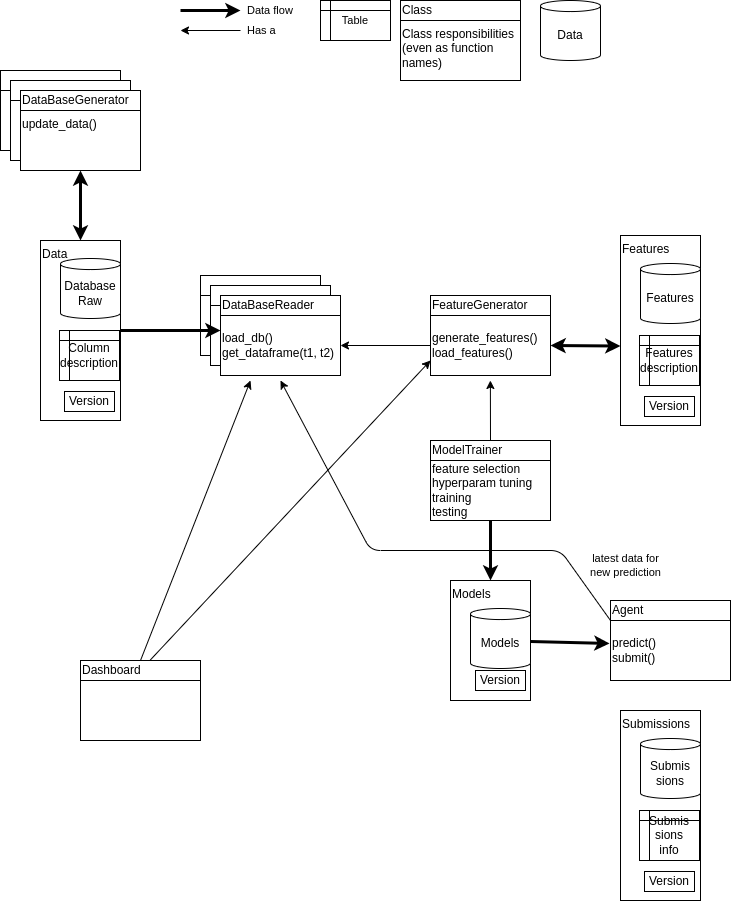 Data flow
Has a
Table
Class
Class responsibilities
(even as function
names)
Data
DataBaseGenerator
update_data()
Data
Database
Raw
Column
description
Version
DataBaseReader
load_db()
get_dataframe(t1, t2)
FeatureGenerator
generate_features()
load_features()
Features
Features
Features
description
Version
ModelTrainer
feature selection
hyperparam tuning
training
testing
latest data for
new prediction
Models
Models
Version
Agent
predict()
submit()
Dashboard
Submissions
Submis
sions
Submis
sions
info
Version